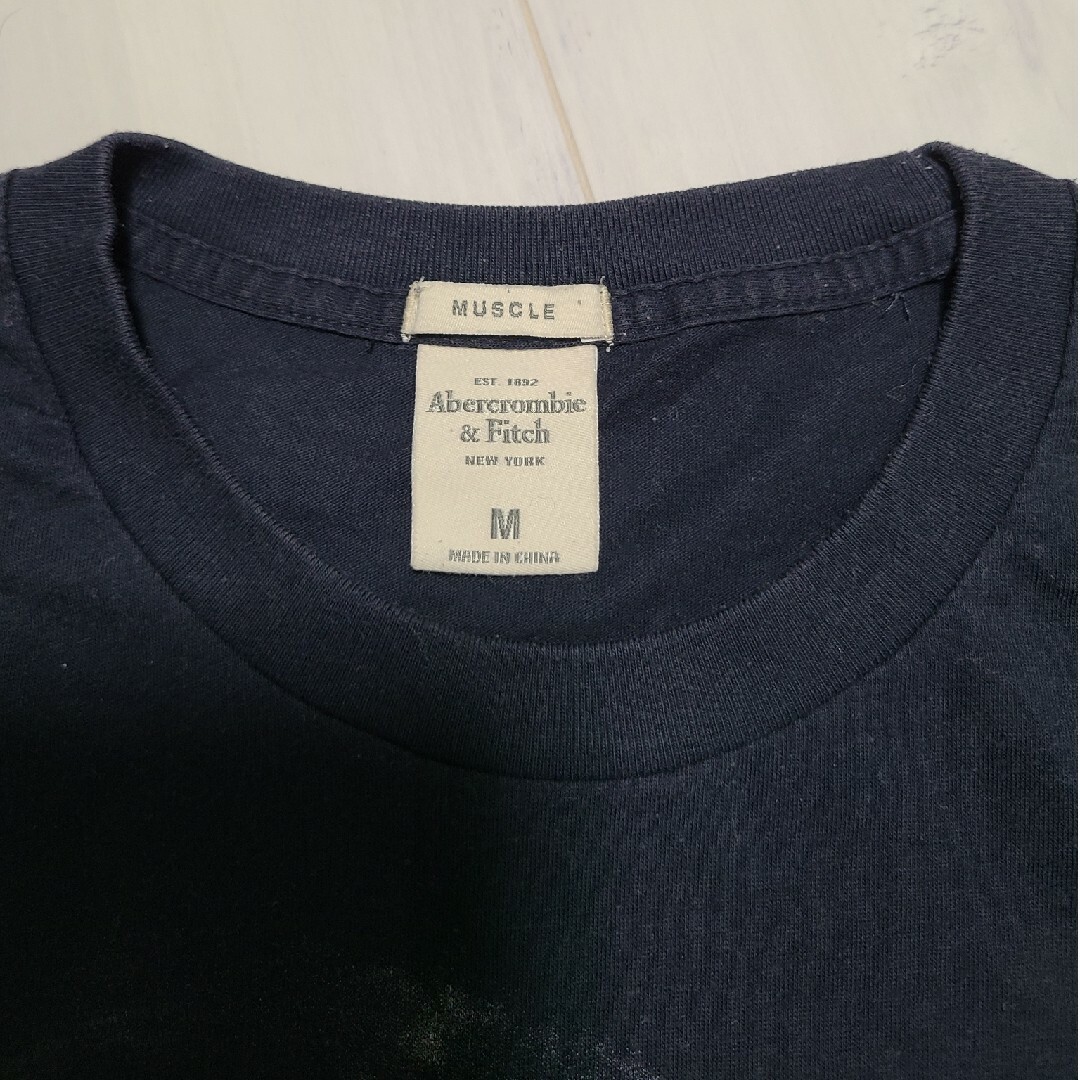 MUSCLE
EST. 1892
Abercrombie
& Fitch
NEW YORK
M
MADE IN CHINA